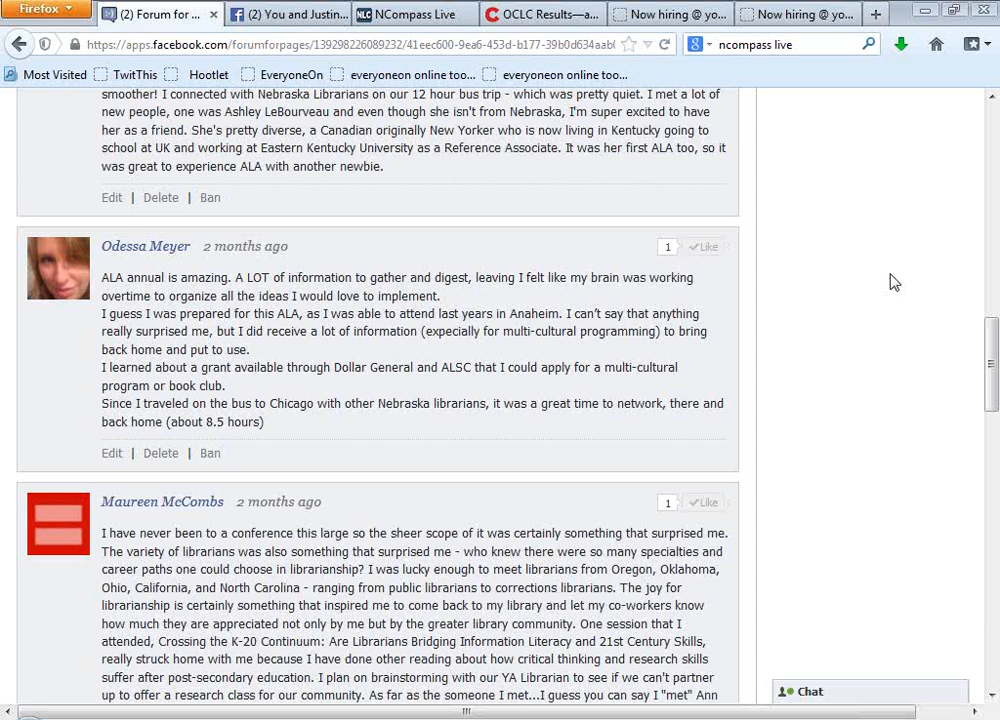 Firefox
(2) Forum for ...
(2) You and Justin...
NCompass Live
OCLC Results—a...
Now hiring @ yo...
Now hiring @ yo...
https://apps.facebook.com/forumforpages/139298226089232/41eec600-9ea6-453d-b177-39b0d634aab
ncompass live
Most Visited
TwitThis
Hootlet
EveryoneOn
everyoneon online too...
everyoneon online too...
smoother! I connected with Nebraska Librarians on our 12 hour bus trip - which was pretty quiet. I met a lot of
new people, one was Ashley LeBourveau and even though she isn't from Nebraska, I'm super excited to have
her as a friend. She's pretty diverse, a Canadian originally New Yorker who is now living in Kentucky going to
school at UK and working at Eastern Kentucky University as a Reference Associate. It was her first ALA too, so it
was great to experience ALA with another newbie.
Edit | Delete | Ban
Odessa Meyer 2 months ago
1 Like
ALA annual is amazing. A LOT of information to gather and digest, leaving I felt like my brain was working
overtime to organize all the ideas I would love to implement.
I guess I was prepared for this ALA, as I was able to attend last years in Anaheim. I can't say that anything
really surprised me, but I did receive a lot of information (expecially for multi-cultural programming) to bring
back home and put to use.
I learned about a grant available through Dollar General and ALSC that I could apply for a multi-cultural
program or book club.
Since I traveled on the bus to Chicago with other Nebraska librarians, it was a great time to network, there and
back home (about 8.5 hours)
Edit | Delete | Ban
Maureen McCombs 2 months ago
1 Like
I have never been to a conference this large so the sheer scope of it was certainly something that surprised me.
The variety of librarians was also something that surprised me - who knew there were so many specialties and
career paths one could choose in librarianship? I was lucky enough to meet librarians from Oregon, Oklahoma,
Ohio, California, and North Carolina - ranging from public librarians to corrections librarians. The joy for
librarianship is certainly something that inspired me to come back to my library and let my co-workers know
how much they are appreciated not only by me but by the greater library community. One session that I
attended, Crossing the K-20 Continuum: Are Librarians Bridging Information Literacy and 21st Century Skills,
really struck home with me because I have done other reading about how critical thinking and research skills
suffer after post-secondary education. I plan on brainstorming with our YA Librarian to see if we can't partner
up to offer a research class for our community. As far as the someone I met...I guess you can say I "met" Ann
Chat